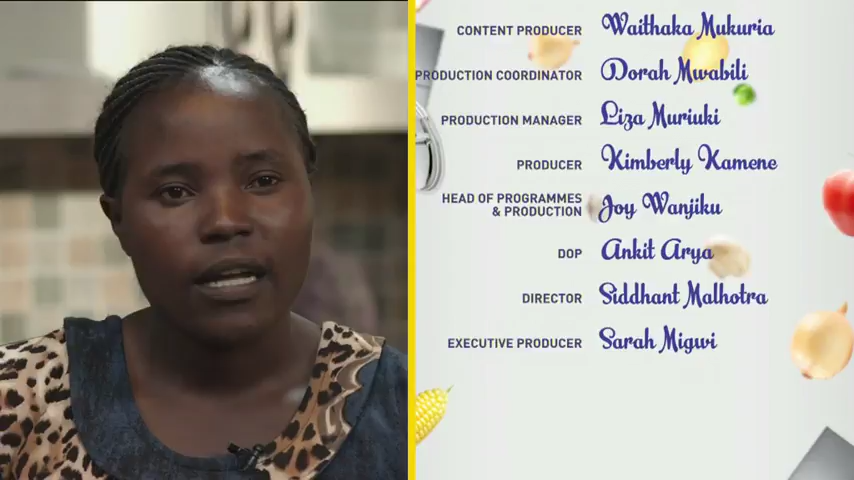 CONTENT PRODUCER Waithaka Mukuria
PRODUCTION COORDINATOR Dorah Mwabili
PRODUCTION MANAGER Liza Muriuki
PRODUCER Kimberly Kamene
HEAD OF PROGRAMMES
& PRODUCTION Joy Wanjiku
DOP Ankit Arya
DIRECTOR Siddhant Malhotra
EXECUTIVE PRODUCER Sarah Migwi